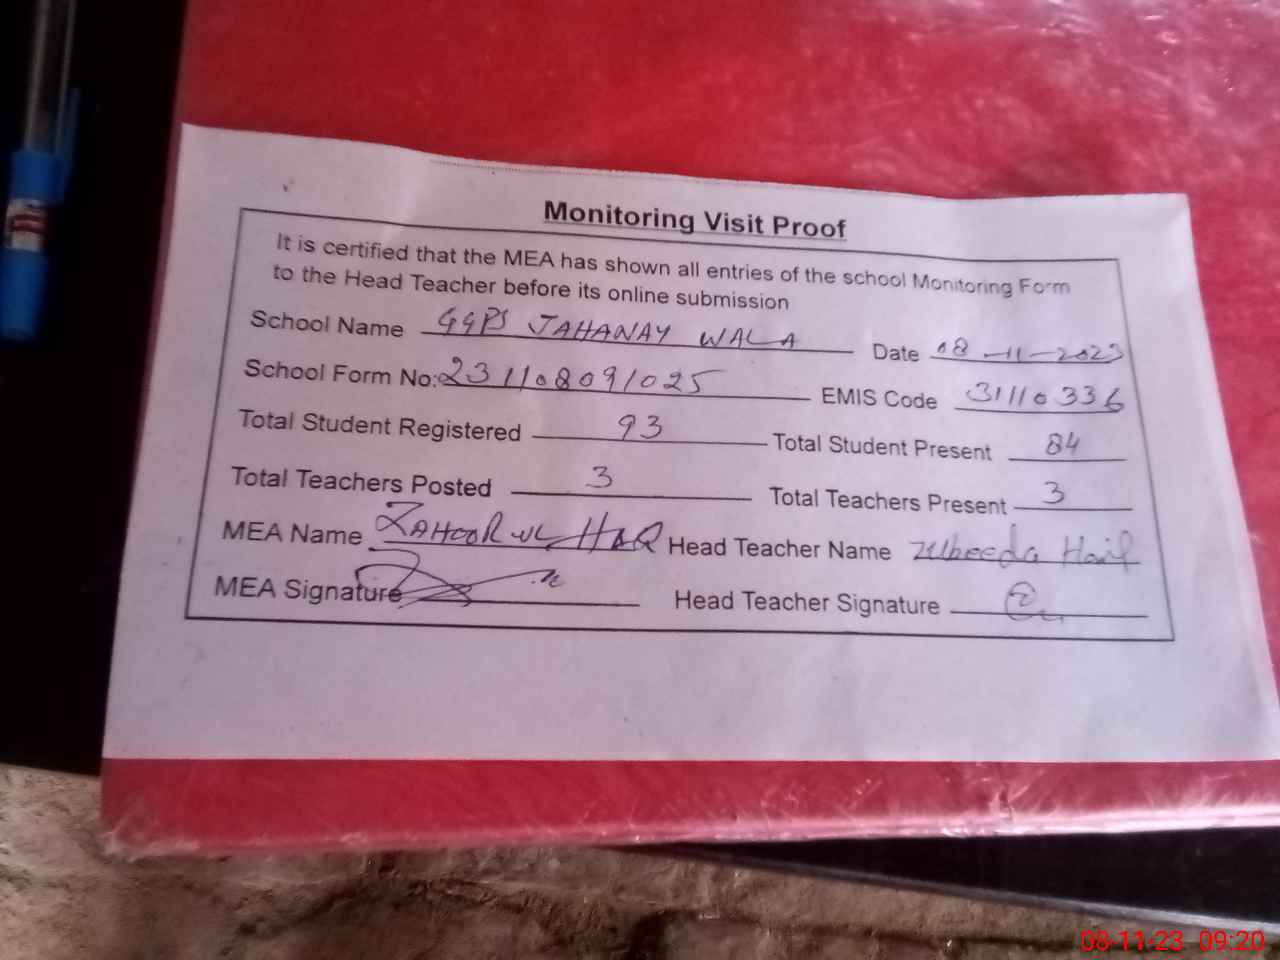 Monitoring Visit Proof
It is certified that the MEA has shown all entries of the school Monitoring Form
to the Head Teacher before its online submission
School Name GGPS JAHANAY WALA Date 08-11-2023
School Form No: 231108091025 EMIS Code 31110336
Total Student Registered 93 Total Student Present 84
Total Teachers Posted 3 Total Teachers Present 3
MEA Name ZAHOOR UL HAQ Head Teacher Name Zubeeda
MEA Signature Head Teacher Signature
08-11-23 09:20